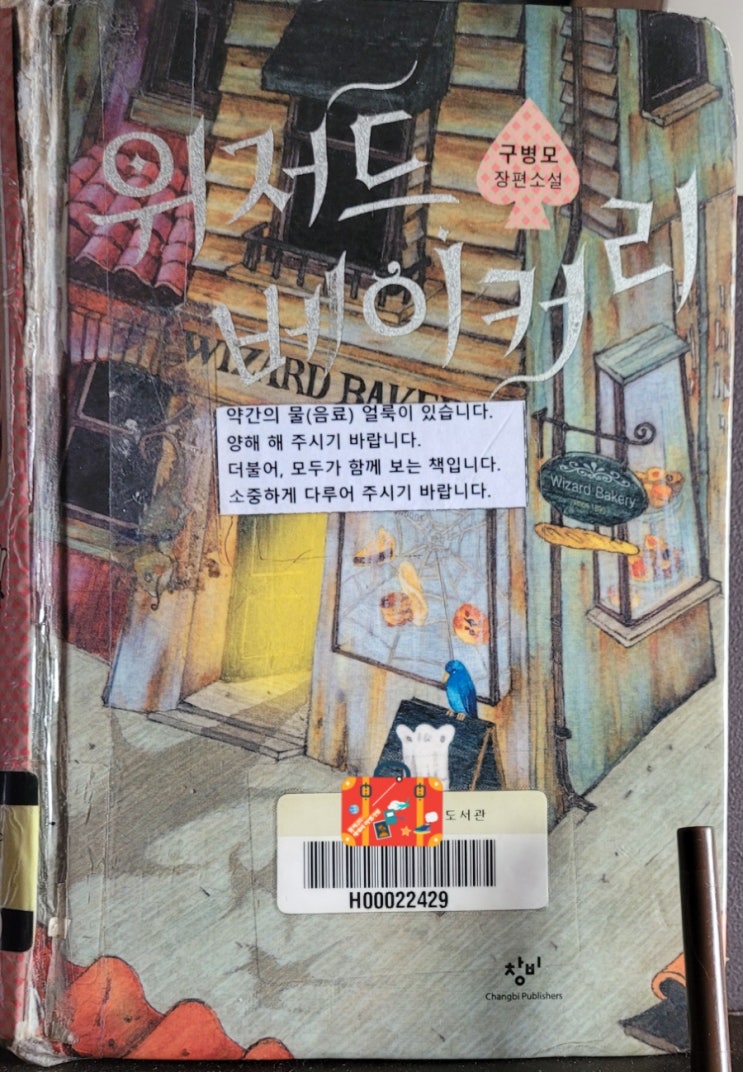 위저드
베이커리
구병모
장편소설
WIZARD BAKE
약간의 물(음료) 얼룩이 있습니다.
양해 해 주시기 바랍니다.
더불어, 모두가 함께 보는 책입니다.
소중하게 다루어 주시기 바랍니다.
Wizard Bakery
도서관
H00022429
창비
Changbi Publishers